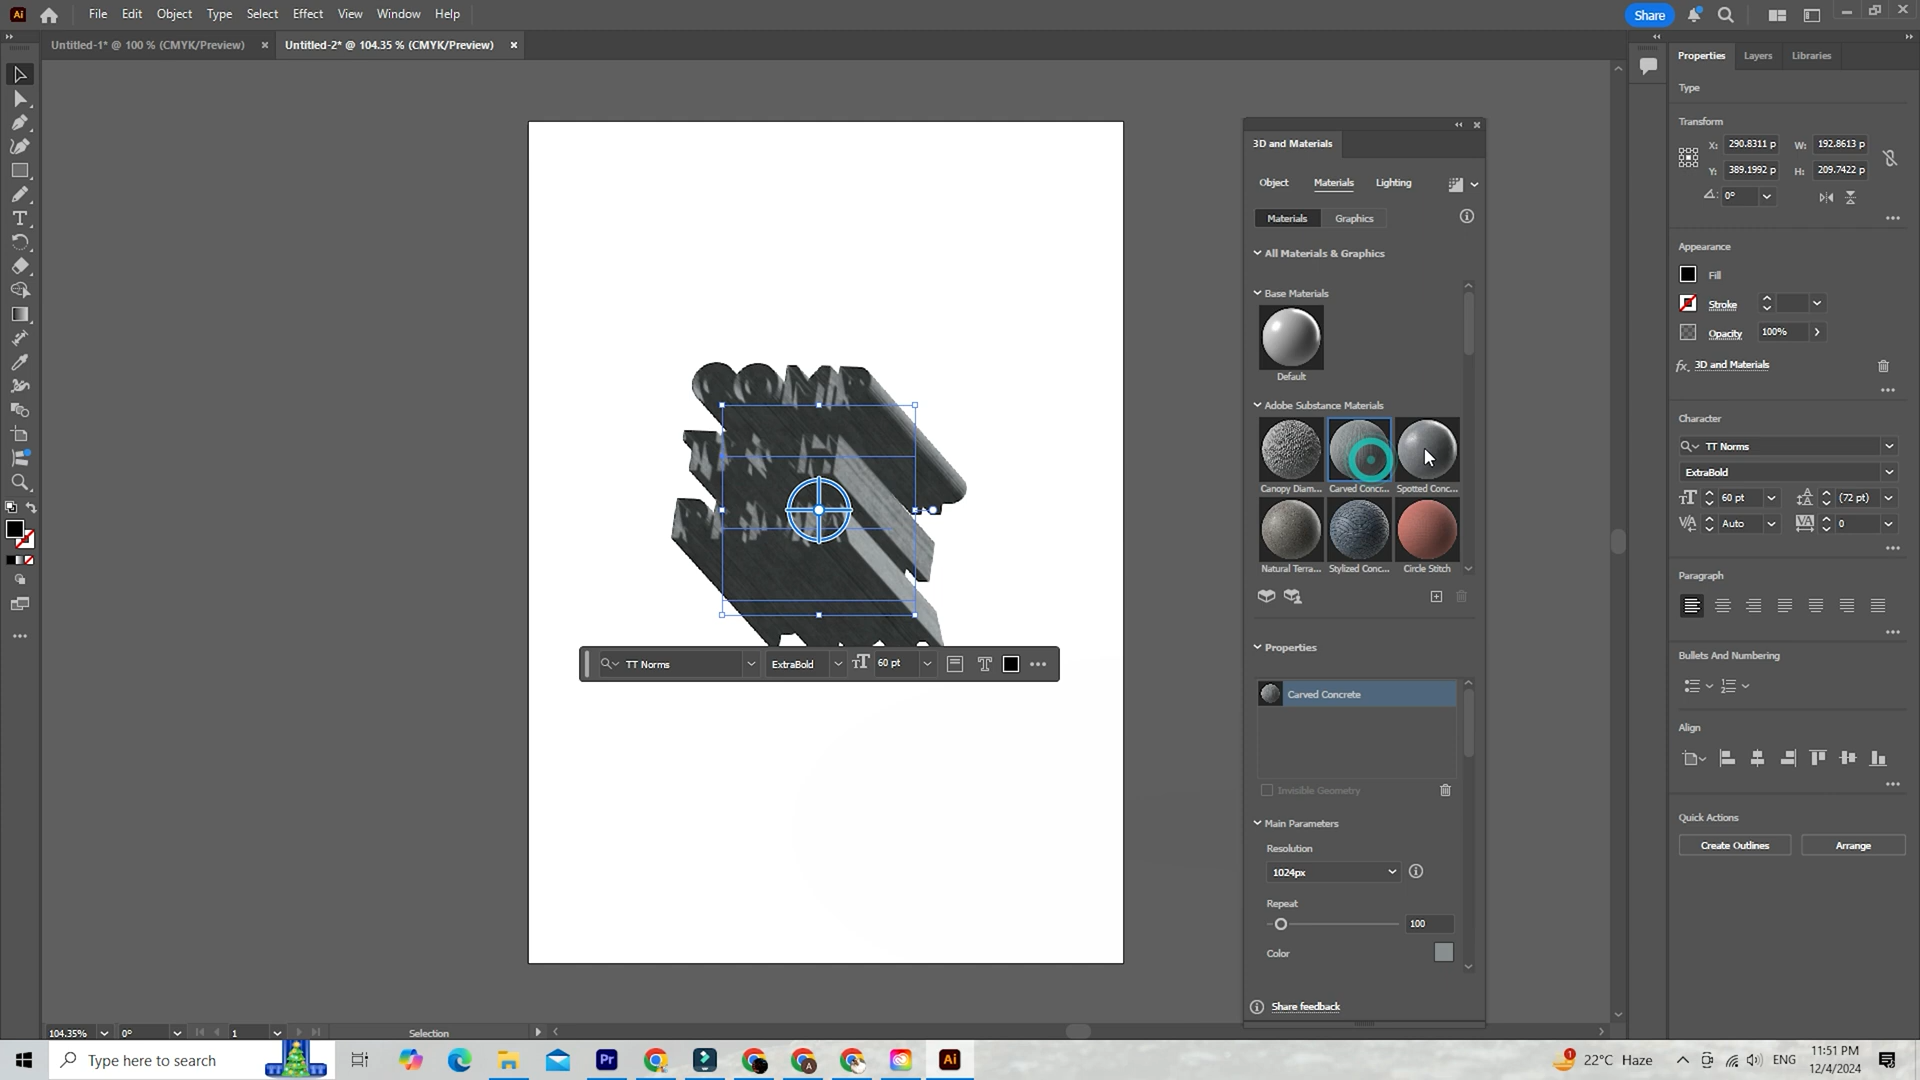 Ai
File Edit Object Type Select Effect View Window Help
Share
Untitled-1* @ 100 % (CMYK/Preview)
Untitled-2* @ 104.35 % (CMYK/Preview)
3D and Materials
Object Materials Lighting
Materials Graphics
All Materials & Graphics
Base Materials
Default
Adobe Substance Materials
Canopy Diam... Carved Concr... Spotted Conc...
Natural Terra... Stylized Conc... Circle Stitch
Properties
Carved Concrete
Invisible Geometry
Main Parameters
Resolution
1024px
Repeat
100
Color
Share feedback
TT Norms ExtraBold 60 pt
Properties Layers Libraries
Type
Transform
X: 290.8311 p W: 192.8613 p
Y: 389.1992 p H: 209.7422 p
0°
Appearance
Fill
Stroke
Opacity 100%
fx 3D and Materials
Character
TT Norms
ExtraBold
60 pt (72 pt)
Auto 0
Paragraph
Bullets And Numbering
Align
Quick Actions
Create Outlines Arrange
104.35% 0° 1 Selection
Type here to search
Pr
Ai
1
22°C Haze
ENG
11:51 PM
12/4/2024